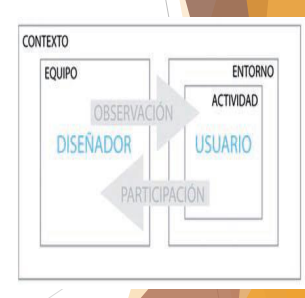 CONTEXTO
EQUIPO
ENTORNO
ACTIVIDAD
OBSERVACIÓN
DISEÑADOR
USUARIO
PARTICIPACIÓN